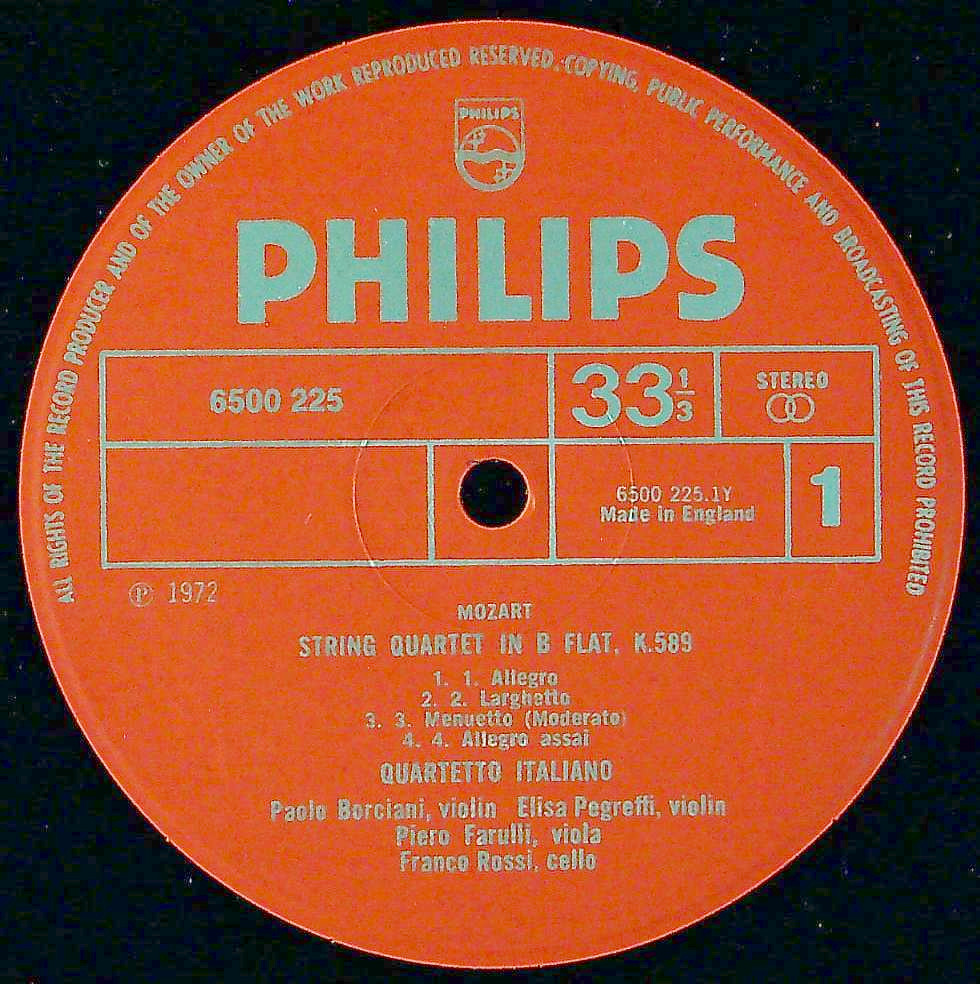 ALL RIGHTS OF THE RECORD PRODUCER AND OF THE OWNER OF THE WORK REPRODUCED RESERVED. COPYING, PUBLIC PERFORMANCE AND BROADCASTING OF THIS RECORD PROHIBITED
PHILIPS
PHILIPS
6500 225
33 1/3
STEREO
6500 225.1Y
Made in England
1
℗ 1972
MOZART
STRING QUARTET IN B FLAT, K.589
1. 1. Allegro
2. 2. Larghetto
3. 3. Menuetto (Moderato)
4. 4. Allegro assai
QUARTETTO ITALIANO
Paolo Borciani, violin Elisa Pegreffi, violin
Piero Farulli, viola
Franco Rossi, cello